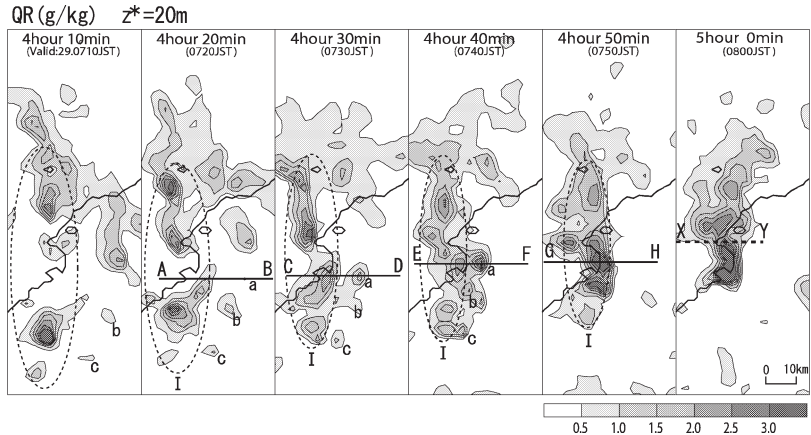 QR(g/kg) z*=20m
4hour 10min
(Valid:29.0710JST)
4hour 20min
(0720JST)
4hour 30min
(0730JST)
4hour 40min
(0740JST)
4hour 50min
(0750JST)
5hour 0min
(0800JST)
b
c
A B
a
b
c
I
C D
a
b
c
I
E F
a
b
c
I
G H
I
X Y
0 10km
0.5 1.0 1.5 2.0 2.5 3.0